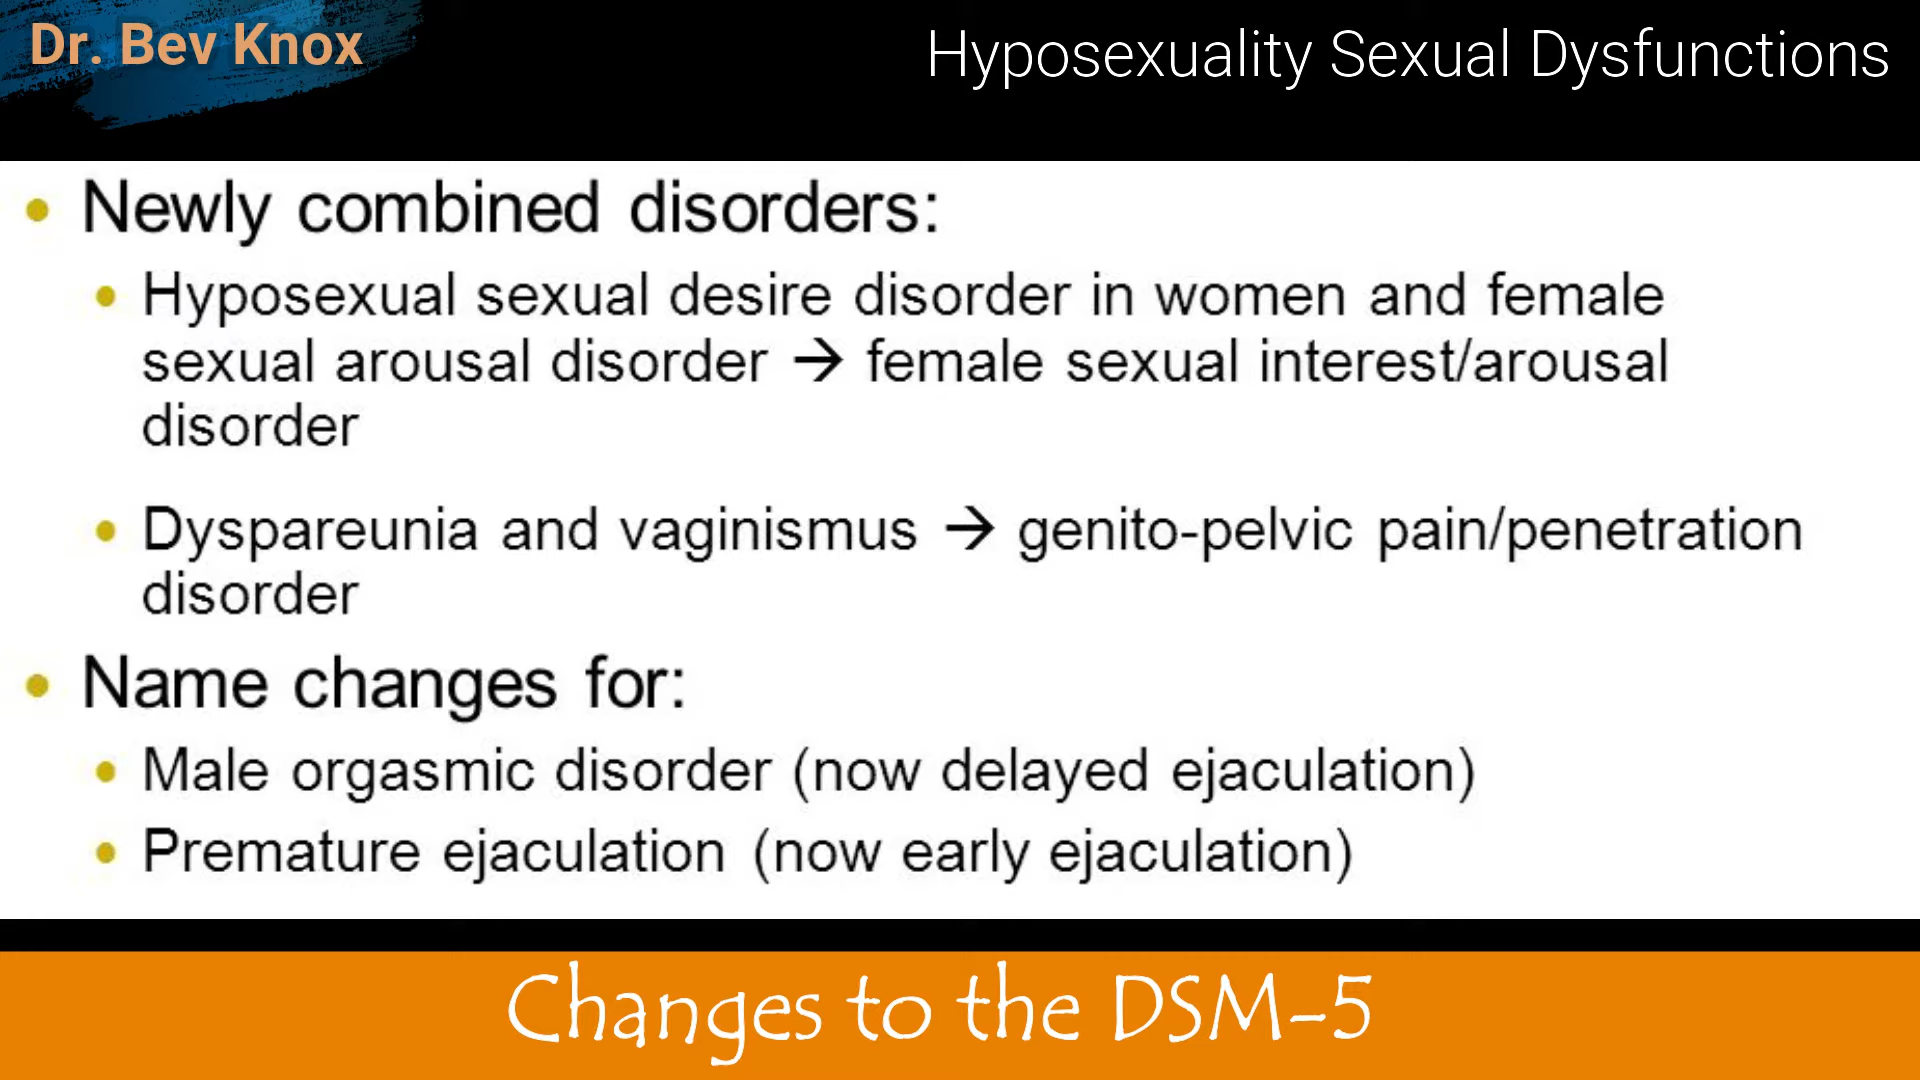 Dr. Bev Knox
Hyposexuality Sexual Dysfunctions
• Newly combined disorders:
• Hyposexual sexual desire disorder in women and female
sexual arousal disorder → female sexual interest/arousal
disorder
• Dyspareunia and vaginismus → genito-pelvic pain/penetration
disorder
• Name changes for:
• Male orgasmic disorder (now delayed ejaculation)
• Premature ejaculation (now early ejaculation)
Changes to the DSM-5